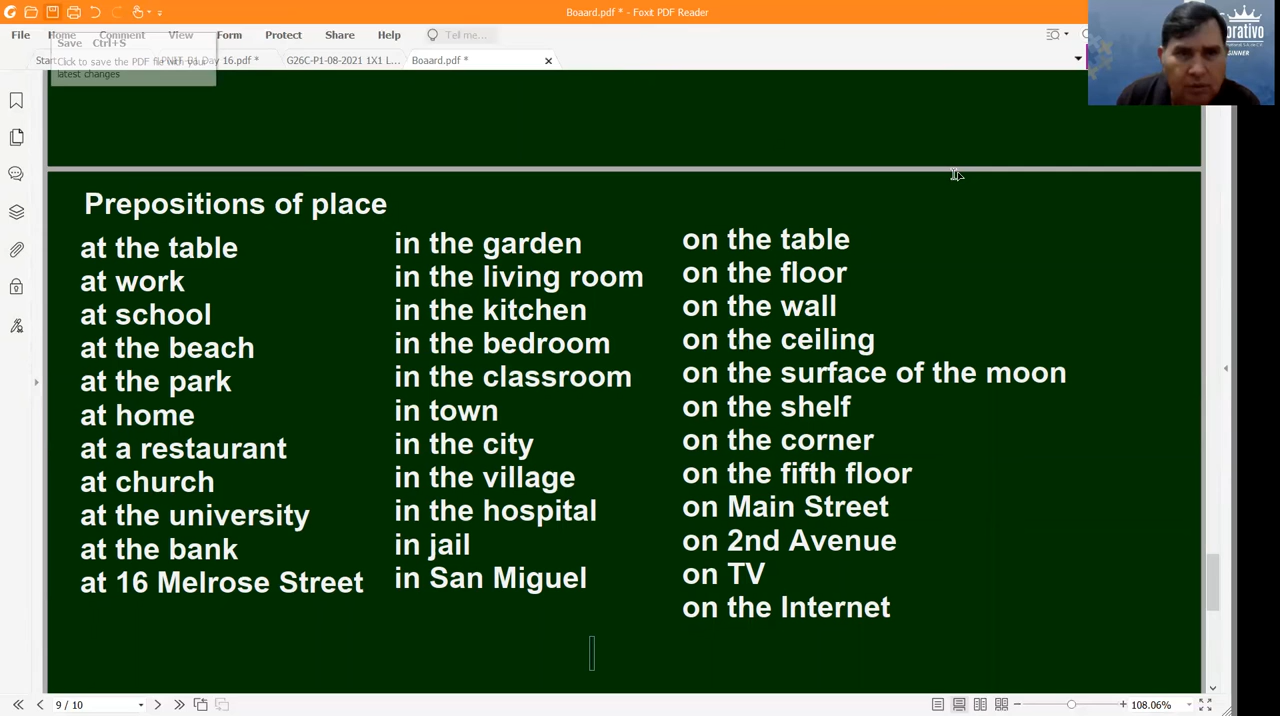 Boaard.pdf * - Foxit PDF Reader
File Home Comment View Form Protect Share Help Tell me...
Save Ctrl+S
Click to save the PDF file with your
latest changes
Start
Day 16.pdf *
G26C-P1-08-2021 1X1 L...
Boaard.pdf *
orativo
Prepositions of place
at the table
at work
at school
at the beach
at the park
at home
at a restaurant
at church
at the university
at the bank
at 16 Melrose Street
in the garden
in the living room
in the kitchen
in the bedroom
in the classroom
in town
in the city
in the village
in the hospital
in jail
in San Miguel
on the table
on the floor
on the wall
on the ceiling
on the surface of the moon
on the shelf
on the corner
on the fifth floor
on Main Street
on 2nd Avenue
on TV
on the Internet
9 / 10
108.06%